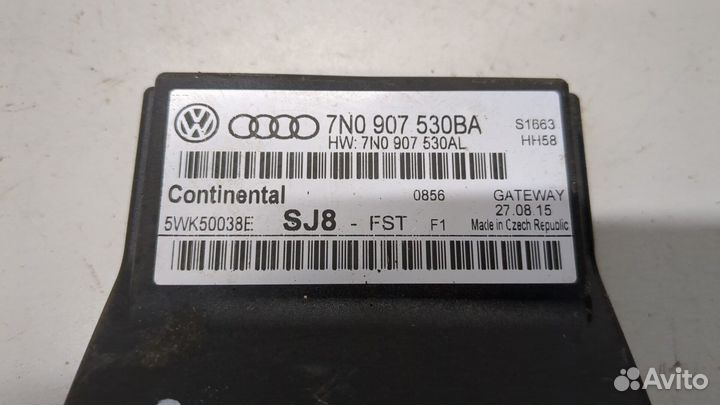 7N0 907 530BA
HW: 7N0 907 530AL
S1663
HH58
Continental
0856
GATEWAY
27.08.15
5WK50038E
SJ8 - FST F1
Made in Czech Republic
Avito